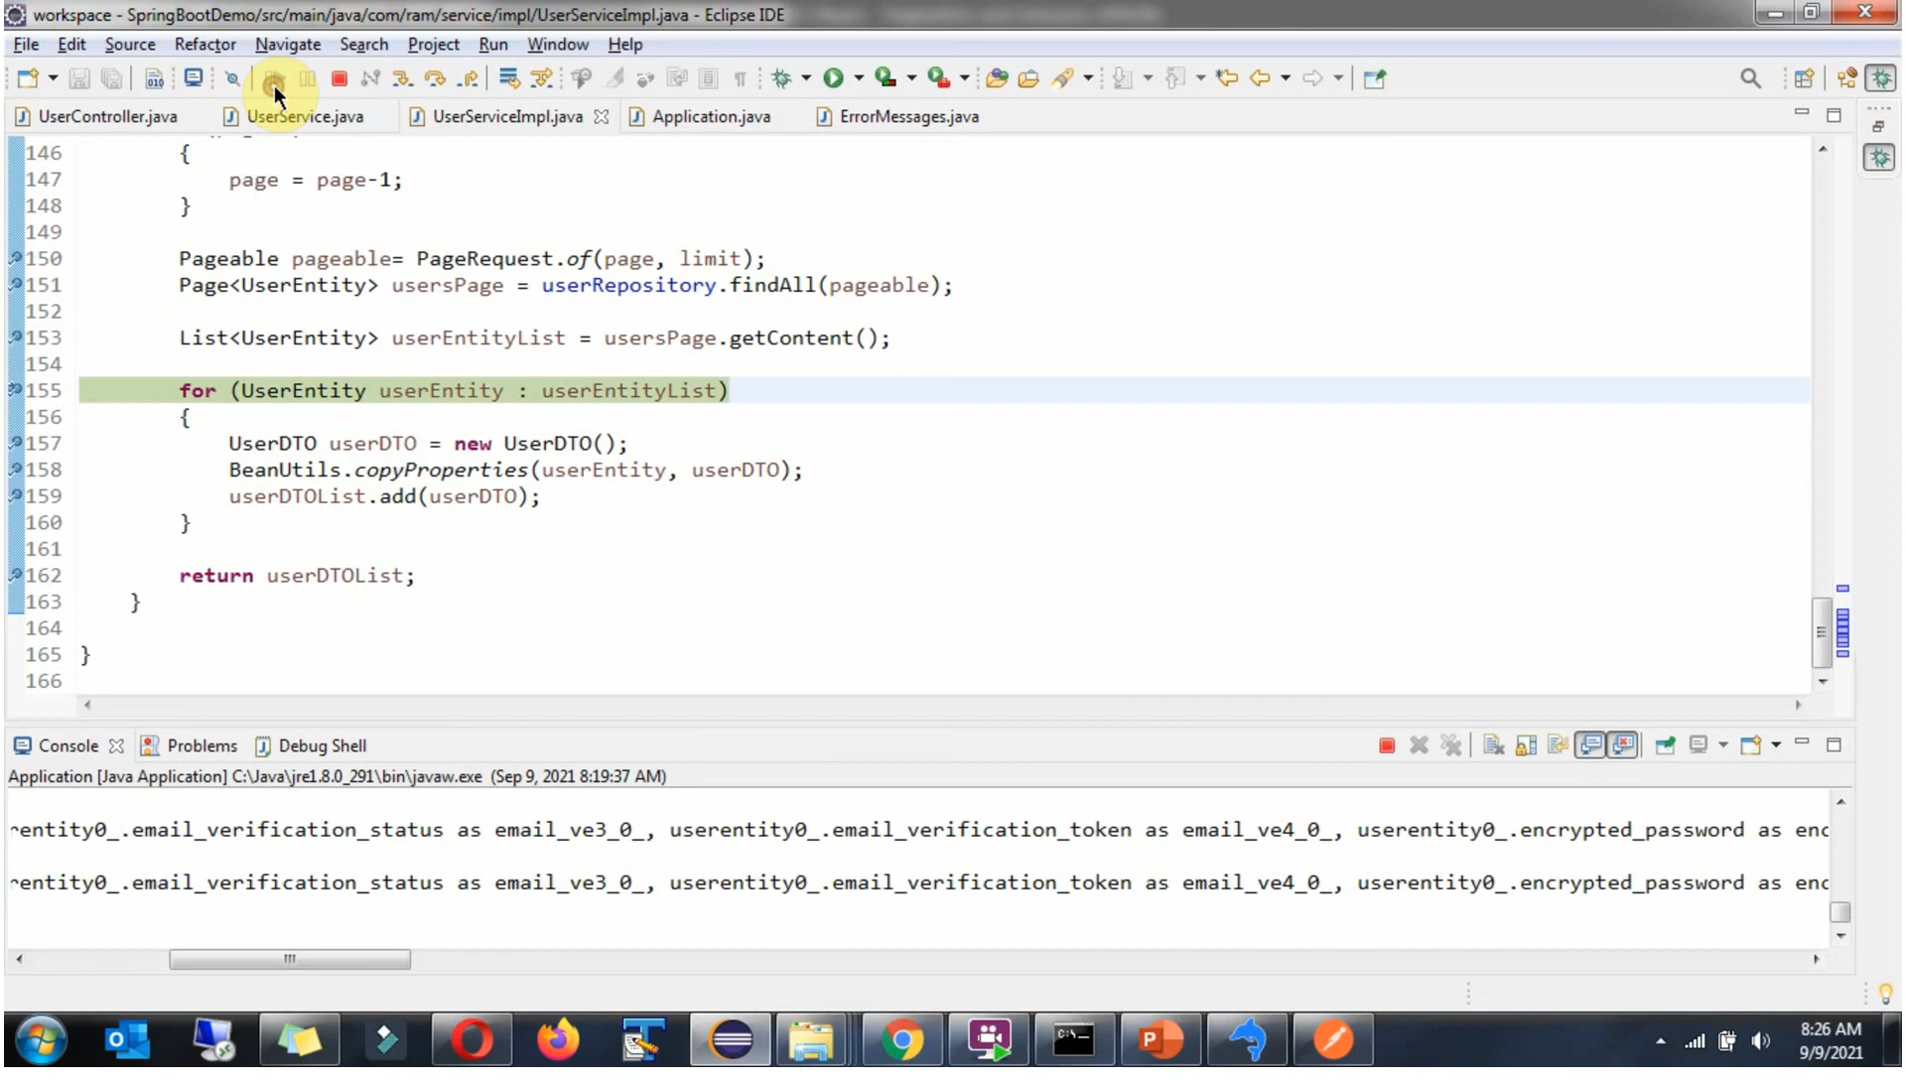 workspace - SpringBootDemo/src/main/java/com/ram/service/impl/UserServiceImpl.java - Eclipse IDE
File Edit Source Refactor Navigate Search Project Run Window Help
UserController.java UserService.java UserServiceImpl.java Application.java ErrorMessages.java
146 {
147 page = page-1;
148 }
149
150 Pageable pageable= PageRequest.of(page, limit);
151 Page<UserEntity> usersPage = userRepository.findAll(pageable);
152
153 List<UserEntity> userEntityList = usersPage.getContent();
154
155 for (UserEntity userEntity : userEntityList)
156 {
157 UserDTO userDTO = new UserDTO();
158 BeanUtils.copyProperties(userEntity, userDTO);
159 userDTOList.add(userDTO);
160 }
161
162 return userDTOList;
163 }
164
165 }
166
Console Problems Debug Shell
Application [Java Application] C:\Java\jre1.8.0_291\bin\javaw.exe (Sep 9, 2021 8:19:37 AM)
rentity0_.email_verification_status as email_ve3_0_, userentity0_.email_verification_token as email_ve4_0_, userentity0_.encrypted_password as enc
rentity0_.email_verification_status as email_ve3_0_, userentity0_.email_verification_token as email_ve4_0_, userentity0_.encrypted_password as enc
8:26 AM
9/9/2021